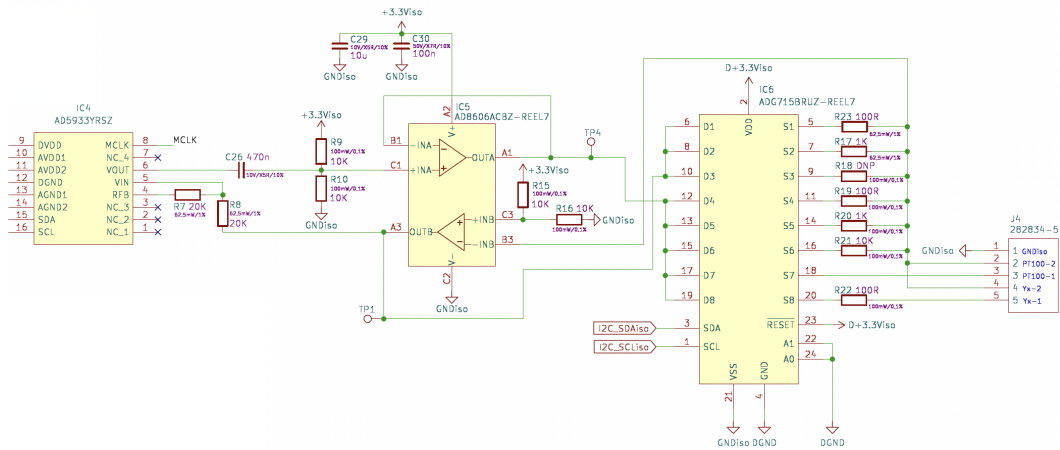 +3.3Viso
C29
10V/X5R/10%
10u
C30
50V/X7R/10%
100n
GNDiso
GNDiso
IC4
AD5933YRSZ
9 DVDD
10 AVDD1
11 AVDD2
12 DGND
13 AGND1
14 AGND2
15 SDA
16 SCL
MCLK 8 MCLK
NC_4 7
VOUT 6
VIN 5
RFB 4
NC_3 3
NC_2 2
NC_1 1
C26 470n
10V/X5R/10%
R7 20K
62,5mW/1%
R8
62,5mW/1%
20K
+3.3Viso
R9
100mW/0,1%
10K
R10
100mW/0,1%
10K
GNDiso
IC5
AD8606ACBZ-REEL7
A2 V+
B1 -INA
C1 +INA
OUTA A1
+INB C3
-INB B3
A3 OUTB
V- C2
GNDiso
TP4
TP1
+3.3Viso
R15
100mW/0,1%
10K
R16 10K
100mW/0,1%
GNDiso
D+3.3Viso
IC6
ADG715BRUZ-REEL7
2 VDD
6 D1
8 D2
10 D3
12 D4
13 D5
15 D6
17 D7
19 D8
3 SDA
1 SCL
I2C_SDAiso
I2C_SCLiso
S1 5
S2 7
S3 9
S4 11
S5 14
S6 16
S7 18
S8 20
RESET 23
A1 22
A0 24
VSS 21
GND 4
R23 100R
62,5mW/1%
R17 1K
62,5mW/1%
R18 DNP
100mW/0,1%
R19 100R
100mW/0,1%
R20 1K
100mW/0,1%
R21 10K
100mW/0,1%
R22 100R
100mW/0,1%
D+3.3Viso
GNDiso
DGND
DGND
J4
282834-5
GNDiso
1 1 GNDiso
2 2 PT100-2
3 3 PT100-1
4 4 Yx-2
5 5 Yx-1